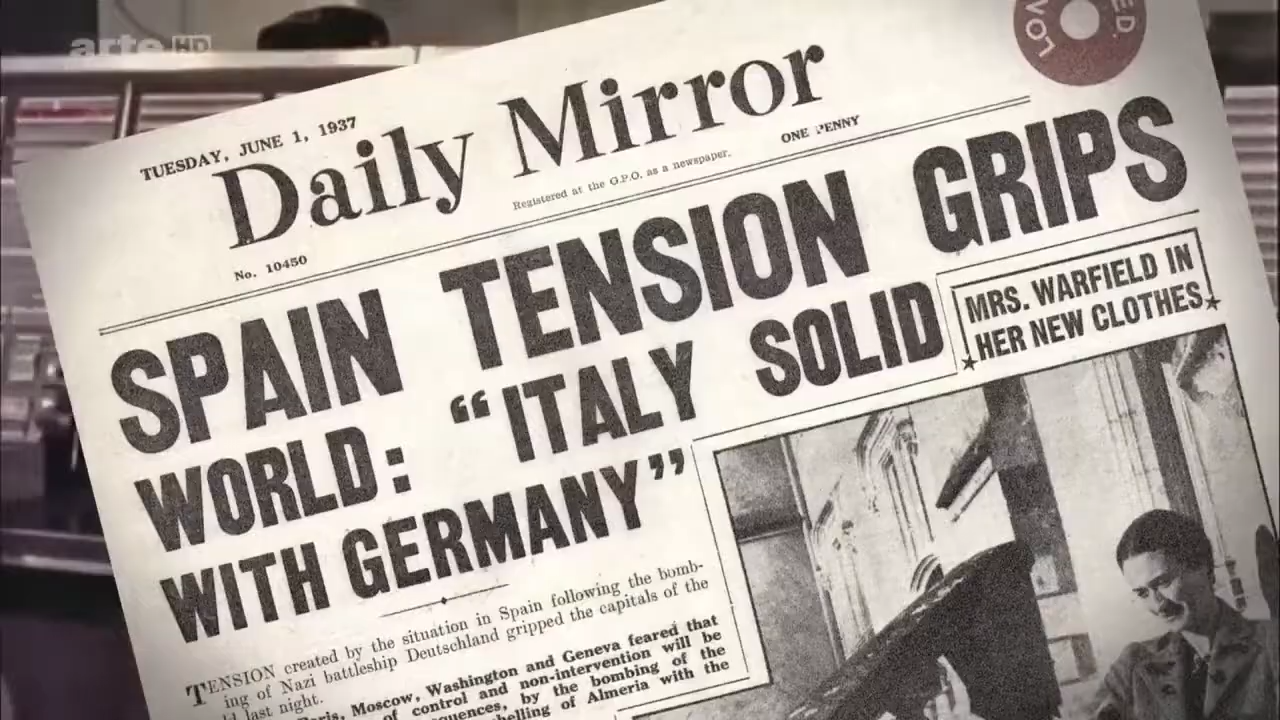 arte HD
TUESDAY, JUNE 1, 1937
Daily Mirror
Registered at the G.P.O. as a newspaper.
ONE PENNY
No. 10450
SPAIN TENSION GRIPS
WORLD: "ITALY SOLID
WITH GERMANY"
MRS. WARFIELD IN
HER NEW CLOTHES
TENSION created by the situation in Spain following the bomb-
ing of Nazi battleship Deutschland gripped the capitals of the
last night.
Moscow, Washington and Geneva feared that
of control and non-intervention will be
by the bombing of the
of Almeria with the